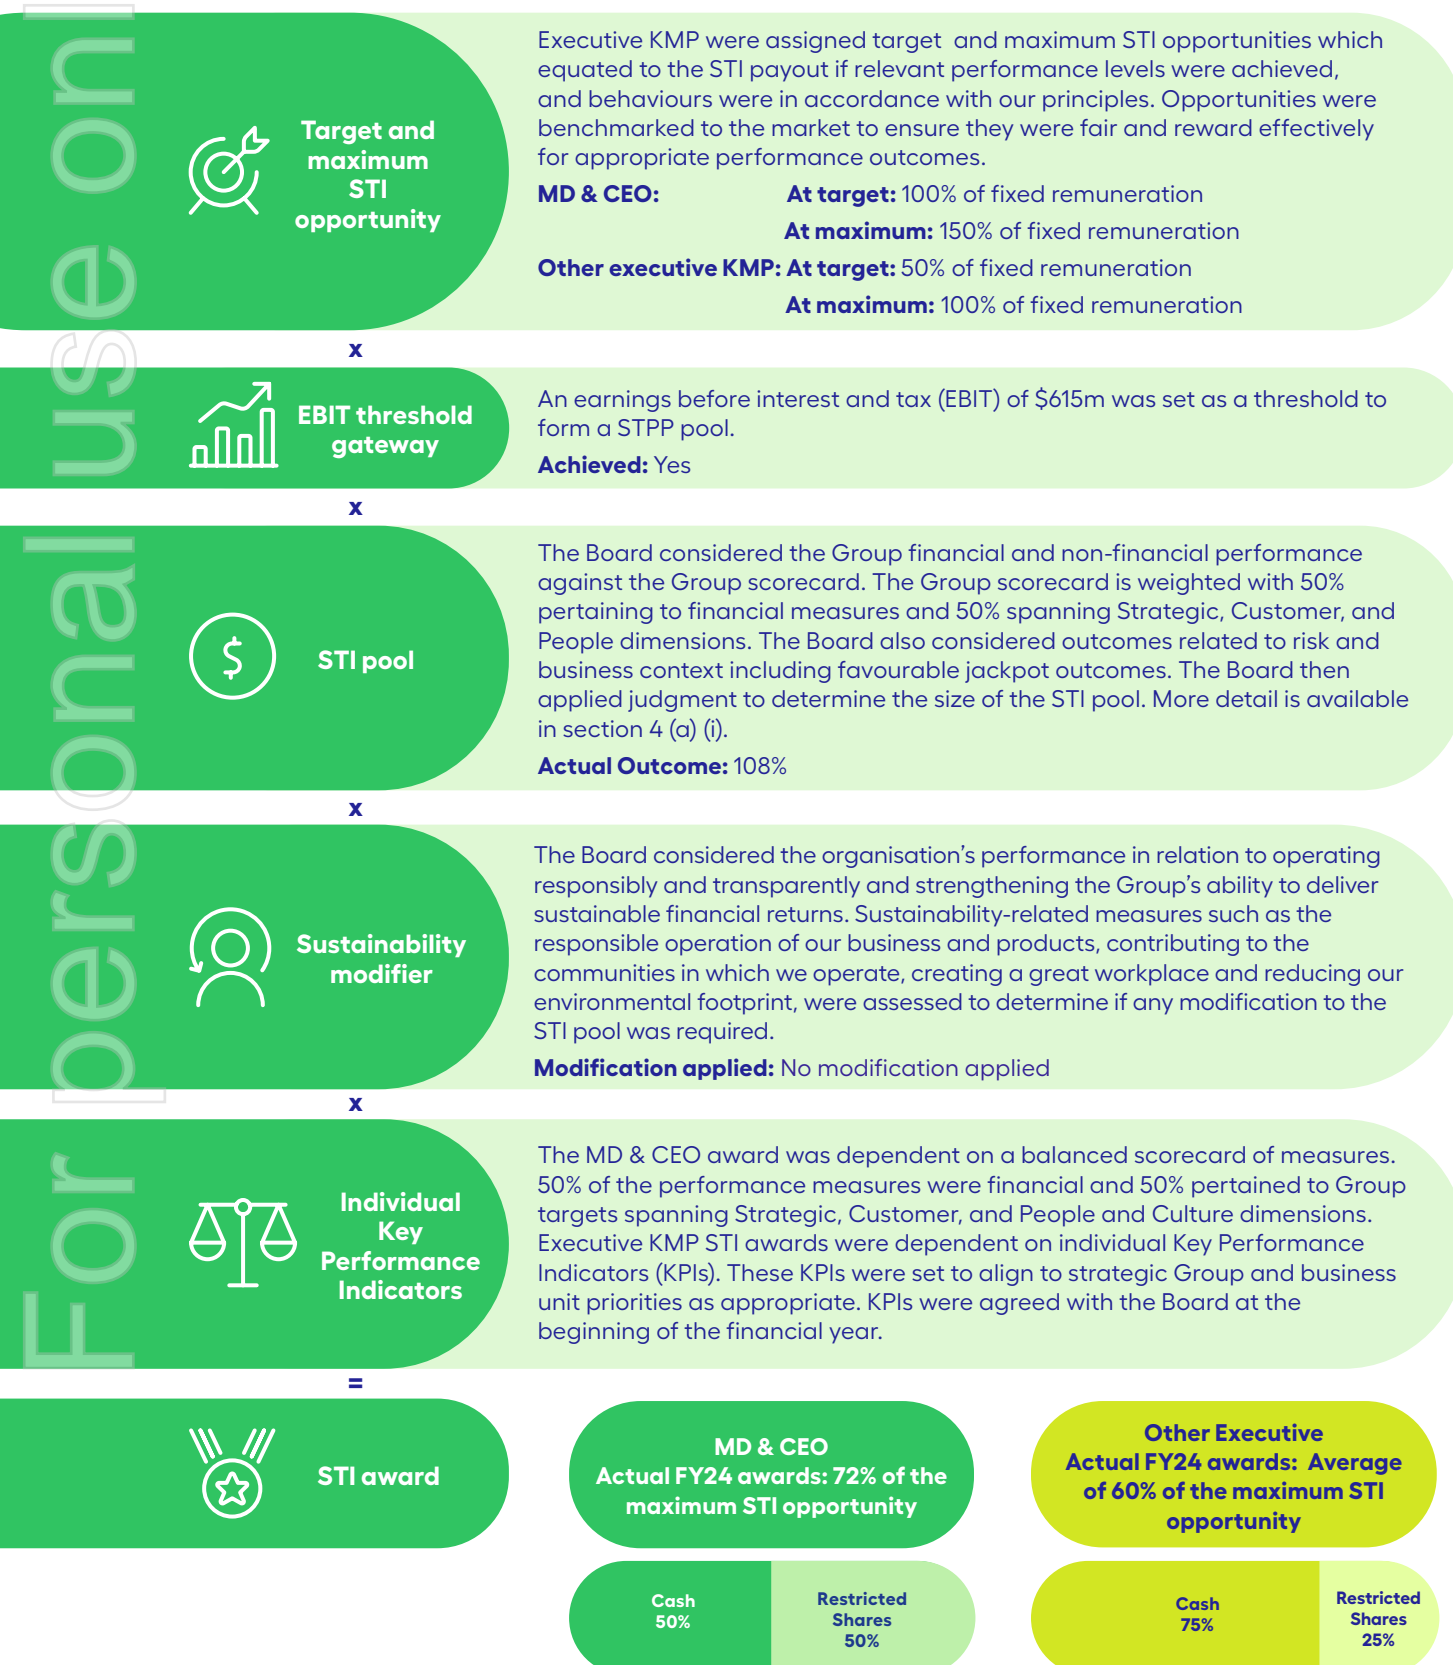 For personal use onl
Target and
maximum
STI
opportunity
Executive KMP were assigned target and maximum STI opportunities which
equated to the STI payout if relevant performance levels were achieved,
and behaviours were in accordance with our principles. Opportunities were
benchmarked to the market to ensure they were fair and reward effectively
for appropriate performance outcomes.
MD & CEO: At target: 100% of fixed remuneration
At maximum: 150% of fixed remuneration
Other executive KMP: At target: 50% of fixed remuneration
At maximum: 100% of fixed remuneration
x
EBIT threshold
gateway
An earnings before interest and tax (EBIT) of $615m was set as a threshold to
form a STPP pool.
Achieved: Yes
x
$
STI pool
The Board considered the Group financial and non-financial performance
against the Group scorecard. The Group scorecard is weighted with 50%
pertaining to financial measures and 50% spanning Strategic, Customer, and
People dimensions. The Board also considered outcomes related to risk and
business context including favourable jackpot outcomes. The Board then
applied judgment to determine the size of the STI pool. More detail is available
in section 4 (a) (i).
Actual Outcome: 108%
x
Sustainability
modifier
The Board considered the organisation's performance in relation to operating
responsibly and transparently and strengthening the Group's ability to deliver
sustainable financial returns. Sustainability-related measures such as the
responsible operation of our business and products, contributing to the
communities in which we operate, creating a great workplace and reducing our
environmental footprint, were assessed to determine if any modification to the
STI pool was required.
Modification applied: No modification applied
x
Individual
Key
Performance
Indicators
The MD & CEO award was dependent on a balanced scorecard of measures.
50% of the performance measures were financial and 50% pertained to Group
targets spanning Strategic, Customer, and People and Culture dimensions.
Executive KMP STI awards were dependent on individual Key Performance
Indicators (KPIs). These KPIs were set to align to strategic Group and business
unit priorities as appropriate. KPIs were agreed with the Board at the
beginning of the financial year.
=
STI award
MD & CEO
Actual FY24 awards: 72% of the
maximum STI opportunity
Other Executive
Actual FY24 awards: Average
of 60% of the maximum STI
opportunity
Cash
50%
Restricted
Shares
50%
Cash
75%
Restricted
Shares
25%